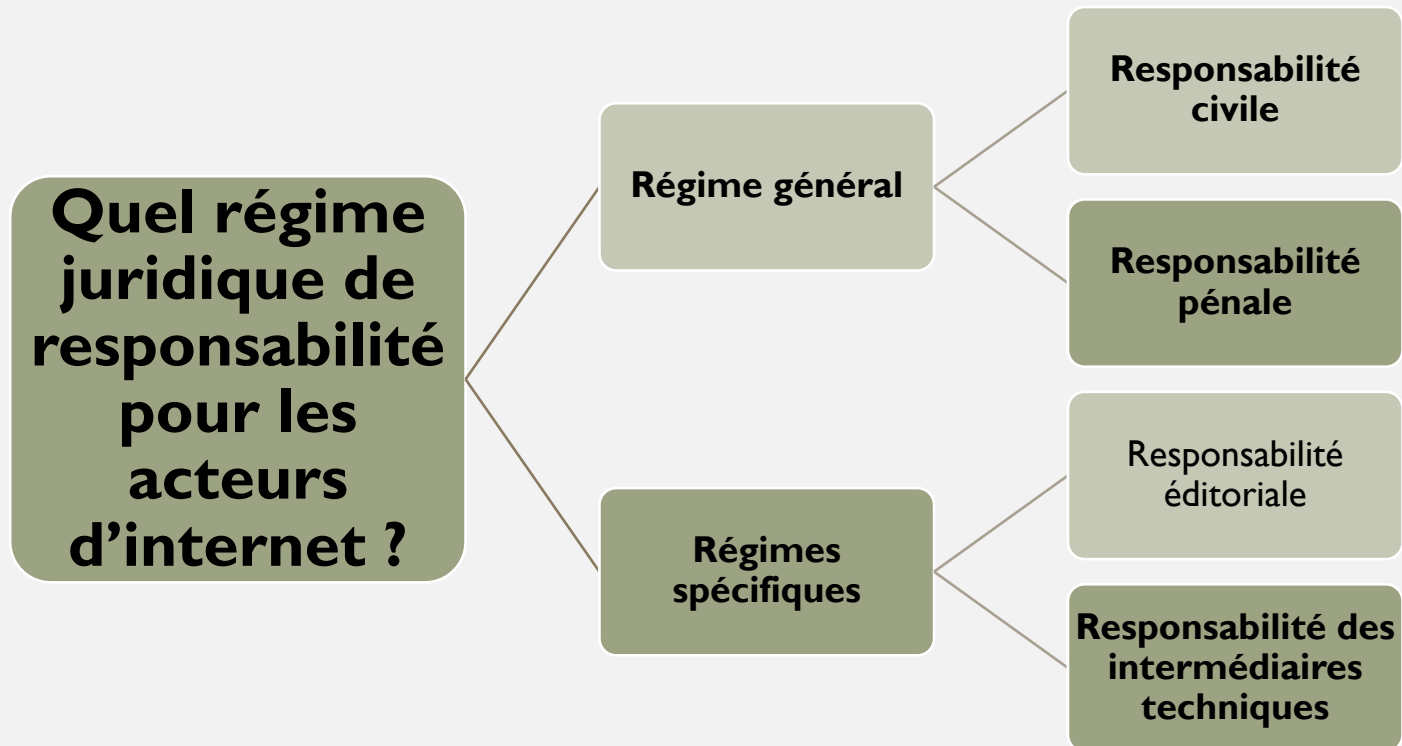 Quel régime
juridique de
responsabilité
pour les
acteurs
d’internet ?
Régime général
Responsabilité
civile
Responsabilité
pénale
Régimes
spécifiques
Responsabilité
éditoriale
Responsabilité des
intermédiaires
techniques